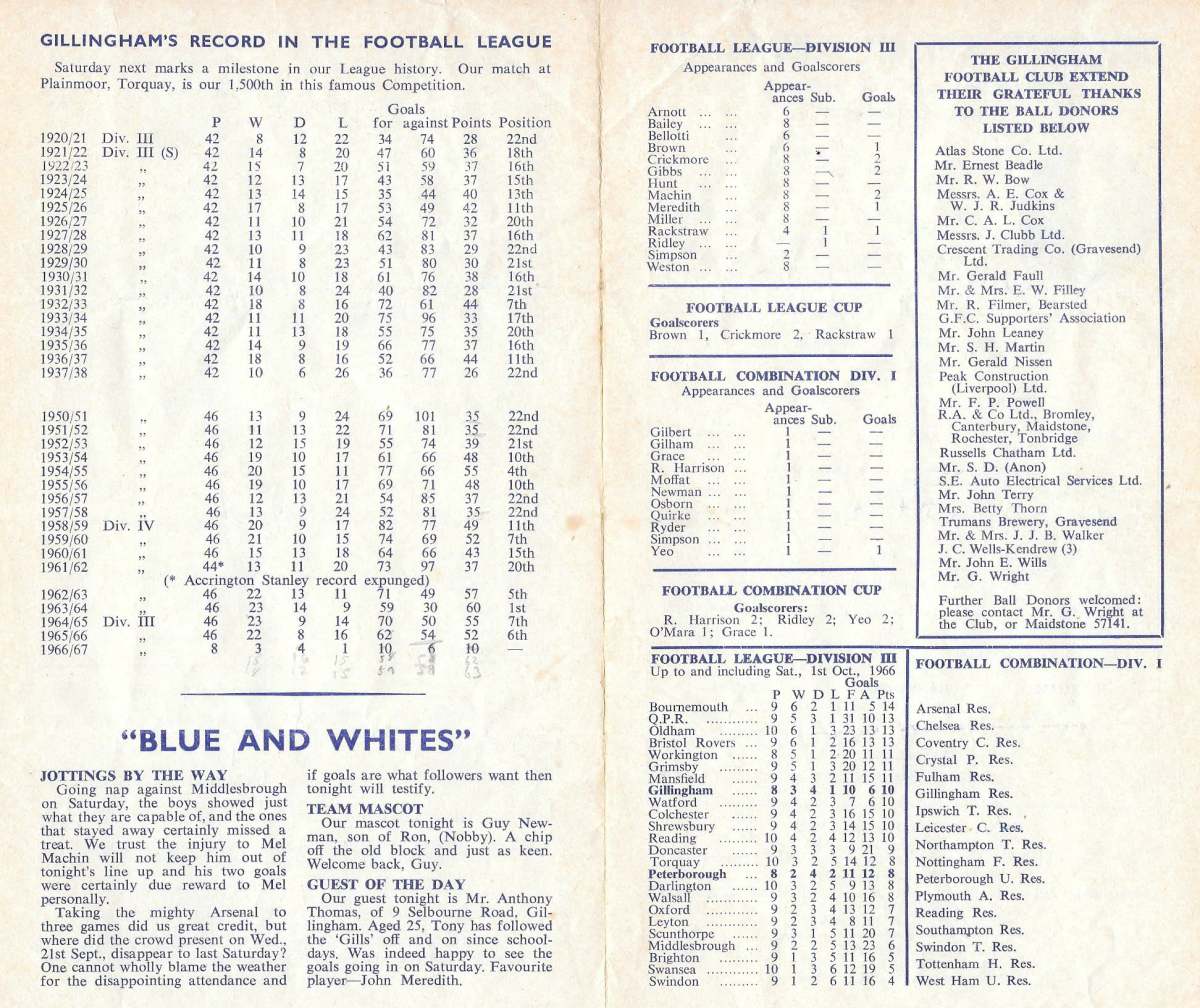 GILLINGHAM'S RECORD IN THE FOOTBALL LEAGUE
Saturday next marks a milestone in our League history. Our match at
Plainmoor, Torquay, is our 1,500th in this famous Competition.
Goals
P W D L for against Points Position
1920/21 Div. III 42 8 12 22 34 74 28 22nd
1921/22 Div. III (S) 42 14 8 20 47 60 36 18th
1922/23 ,, 42 15 7 20 51 59 37 16th
1923/24 ,, 42 12 13 17 43 58 37 15th
1924/25 ,, 42 13 14 15 35 44 40 13th
1925/26 ,, 42 17 8 17 53 49 42 11th
1926/27 ,, 42 11 10 21 54 72 32 20th
1927/28 ,, 42 13 11 18 62 81 37 16th
1928/29 ,, 42 10 9 23 43 83 29 22nd
1929/30 ,, 42 11 8 23 51 80 30 21st
1930/31 ,, 42 14 10 18 61 76 38 16th
1931/32 ,, 42 10 8 24 40 82 28 21st
1932/33 ,, 42 18 8 16 72 61 44 7th
1933/34 ,, 42 11 11 20 75 96 33 17th
1934/35 ,, 42 11 13 18 55 75 35 20th
1935/36 ,, 42 14 9 19 66 77 37 16th
1936/37 ,, 42 18 8 16 52 66 44 11th
1937/38 ,, 42 10 6 26 36 77 26 22nd
1950/51 ,, 46 13 9 24 69 101 35 22nd
1951/52 ,, 46 11 13 22 71 81 35 22nd
1952/53 ,, 46 12 15 19 55 74 39 21st
1953/54 ,, 46 19 10 17 61 66 48 10th
1954/55 ,, 46 20 15 11 77 66 55 4th
1955/56 ,, 46 19 10 17 69 71 48 10th
1956/57 ,, 46 12 13 21 54 85 37 22nd
1957/58 ,, 46 13 9 24 52 81 35 22nd
1958/59 Div. IV 46 20 9 17 82 77 49 11th
1959/60 ,, 46 21 10 15 74 69 52 7th
1960/61 ,, 46 15 13 18 64 66 43 15th
1961/62 ,, 44* 13 11 20 73 97 37 20th
(* Accrington Stanley record expunged)
1962/63 ,, 46 22 13 11 71 49 57 5th
1963/64 ,, 46 23 14 9 59 30 60 1st
1964/65 Div. III 46 23 9 14 70 50 55 7th
1965/66 ,, 46 22 8 16 62 54 52 6th
1966/67 ,, 8 3 4 1 10 6 10 —
"BLUE AND WHITES"
JOTTINGS BY THE WAY
Going nap against Middlesbrough
on Saturday, the boys showed just
what they are capable of, and the ones
that stayed away certainly missed a
treat. We trust the injury to Mel
Machin will not keep him out of
tonight's line up and his two goals
were certainly due reward to Mel
personally.
Taking the mighty Arsenal to
three games did us great credit, but
where did the crowd present on Wed.,
21st Sept., disappear to last Saturday?
One cannot wholly blame the weather
for the disappointing attendance and
if goals are what followers want then
tonight will testify.
TEAM MASCOT
Our mascot tonight is Guy New-
man, son of Ron, (Nobby). A chip
off the old block and just as keen.
Welcome back, Guy.
GUEST OF THE DAY
Our guest tonight is Mr. Anthony
Thomas, of 9 Selbourne Road, Gil-
lingham. Aged 25, Tony has followed
the 'Gills' off and on since school-
days. Was indeed happy to see the
goals going in on Saturday. Favourite
player—John Meredith.
FOOTBALL LEAGUE—DIVISION III
Appearances and Goalscorers
Appear-
ances Sub. Goals
Arnott ... ... 6 — —
Bailey ... ... 8 — —
Bellotti ... 6 — —
Brown ... 6 — 1
Crickmore ... 8 — 2
Gibbs ... ... 8 — 2
Hunt ... ... 8 — —
Machin ... 8 — 2
Meredith ... 8 — 1
Miller ... ... 8 — —
Rackstraw ... 4 1 1
Ridley ... ... — 1 —
Simpson ... 2 — —
Weston ... ... 8 — —
FOOTBALL LEAGUE CUP
Goalscorers
Brown 1, Crickmore 2, Rackstraw 1
FOOTBALL COMBINATION DIV. I
Appearances and Goalscorers
Appear-
ances Sub. Goals
Gilbert ... ... 1 — —
Gilham ... ... 1 — —
Grace ... ... 1 — —
R. Harrison ... 1 — —
Moffat ... ... 1 — —
Newman ... ... 1 — —
Osborn ... ... 1 — —
Quirke ... ... 1 — —
Ryder ... ... 1 — —
Simpson ... ... 1 — —
Yeo ... ... 1 — 1
FOOTBALL COMBINATION CUP
Goalscorers:
R. Harrison 2; Ridley 2; Yeo 2;
O'Mara 1; Grace 1.
THE GILLINGHAM
FOOTBALL CLUB EXTEND
THEIR GRATEFUL THANKS
TO THE BALL DONORS
LISTED BELOW
Atlas Stone Co. Ltd.
Mr. Ernest Beadle
Mr. R. W. Bow
Messrs. A. E. Cox &
W. J. R. Judkins
Mr. C. A. L. Cox
Messrs. J. Clubb Ltd.
Crescent Trading Co. (Gravesend)
Ltd.
Mr. Gerald Faull
Mr. & Mrs. E. W. Filley
Mr. R. Filmer, Bearsted
G.F.C. Supporters' Association
Mr. John Leaney
Mr. S. H. Martin
Mr. Gerald Nissen
Peak Construction
(Liverpool) Ltd.
Mr. F. P. Powell
R.A. & Co Ltd., Bromley,
Canterbury, Maidstone,
Rochester, Tonbridge
Russells Chatham Ltd.
Mr. S. D. (Anon)
S.E. Auto Electrical Services Ltd.
Mr. John Terry
Mrs. Betty Thorn
Trumans Brewery, Gravesend
Mr. & Mrs. J. J. B. Walker
J. C. Wells-Kendrew (3)
Mr. John E. Wills
Mr. G. Wright
Further Ball Donors welcomed:
please contact Mr. G. Wright at
the Club, or Maidstone 57141.
FOOTBALL LEAGUE—DIVISION III
Up to and including Sat., 1st Oct., 1966
Goals
P W D L F A Pts
Bournemouth ... 9 6 2 1 11 5 14
Q.P.R. ............ 9 5 3 1 31 10 13
Oldham ............ 10 6 1 3 23 13 13
Bristol Rovers ... 9 6 1 2 16 13 13
Workington ...... 8 5 1 2 20 11 11
Grimsby ......... 9 5 1 3 20 12 11
Mansfield ...... 9 4 3 2 11 15 11
Gillingham ......... 8 3 4 1 10 6 10
Watford ......... 9 4 2 3 7 6 10
Colchester ...... 9 4 2 3 16 15 10
Shrewsbury ...... 9 4 2 3 14 15 10
Reading ......... 10 4 2 4 12 13 10
Doncaster ...... 9 3 3 3 9 21 9
Torquay ......... 10 3 2 5 14 12 8
Peterborough ... 8 2 4 2 11 12 8
Darlington ...... 10 3 2 5 9 13 8
Walsall ......... 9 3 2 4 10 16 8
Oxford ............ 9 2 3 4 13 12 7
Leyton ............ 9 2 3 4 8 11 7
Scunthorpe ...... 9 3 1 5 11 20 7
Middlesbrough ... 9 2 2 5 13 23 6
Brighton ......... 9 1 3 5 11 16 5
Swansea ............ 10 1 3 6 12 19 5
Swindon ......... 9 1 2 6 11 16 4
FOOTBALL COMBINATION—DIV. I
Arsenal Res.
Chelsea Res.
Coventry C. Res.
Crystal P. Res.
Fulham Res.
Gillingham Res.
Ipswich T. Res.
Leicester C. Res.
Northampton T. Res.
Nottingham F. Res.
Peterborough U. Res.
Plymouth A. Res.
Reading Res.
Southampton Res.
Swindon T. Res.
Tottenham H. Res.
West Ham U. Res.